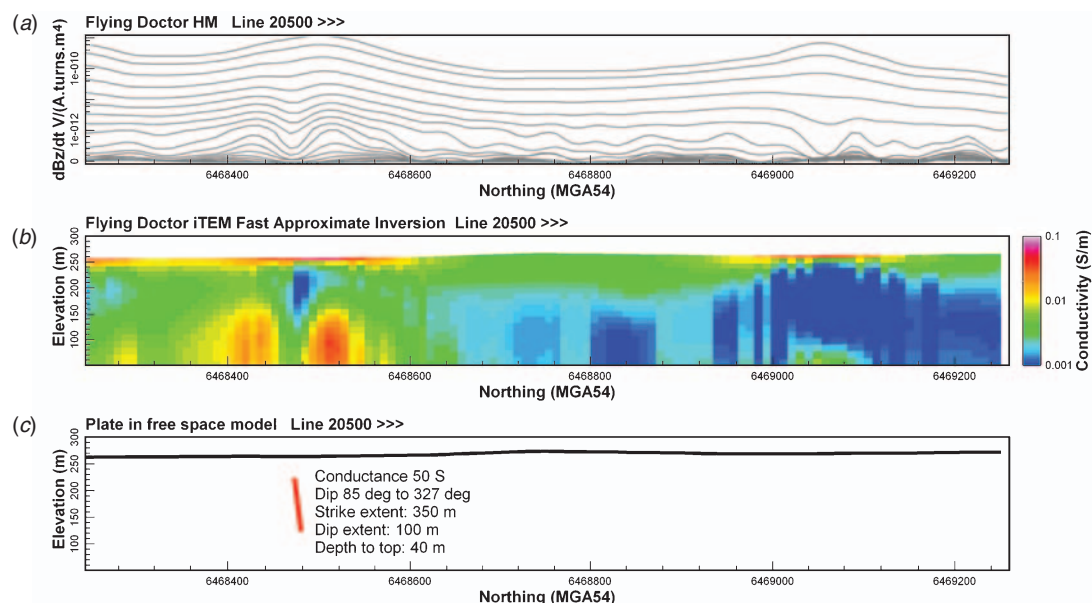 (a) Flying Doctor HM Line 20500 >>>
dBz/dt V/(A.turns.m4)
1e-010
1e-012
0
6468400 6468600 6468800 6469000 6469200
Northing (MGA54)
(b) Flying Doctor iTEM Fast Approximate Inversion Line 20500 >>>
Elevation (m)
300
250
200
150
100
6468400 6468600 6468800 6469000 6469200
Northing (MGA54)
0.1
0.01
0.001
Conductivity (S/m)
(c) Plate in free space model Line 20500 >>>
Elevation (m)
300
250
200
150
100
Conductance 50 S
Dip 85 deg to 327 deg
Strike extent: 350 m
Dip extent: 100 m
Depth to top: 40 m
6468400 6468600 6468800 6469000 6469200
Northing (MGA54)